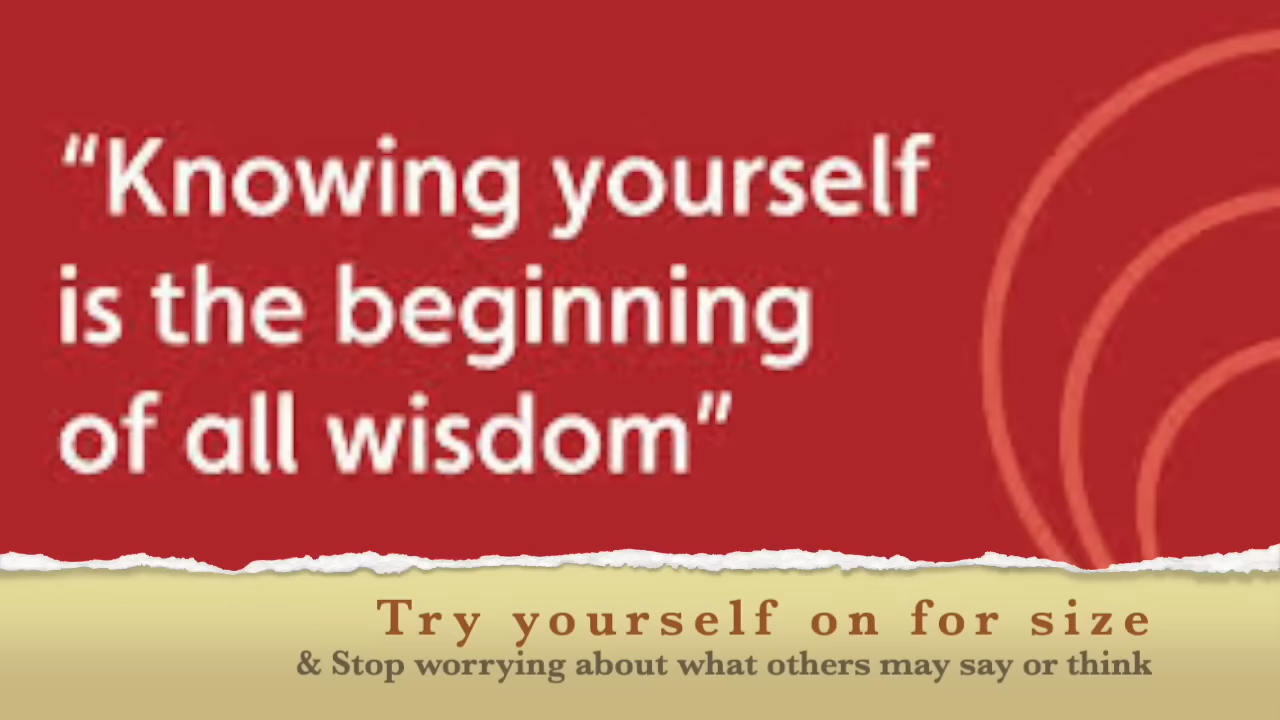 “Knowing yourself
is the beginning
of all wisdom”
Try yourself on for size
& Stop worrying about what others may say or think